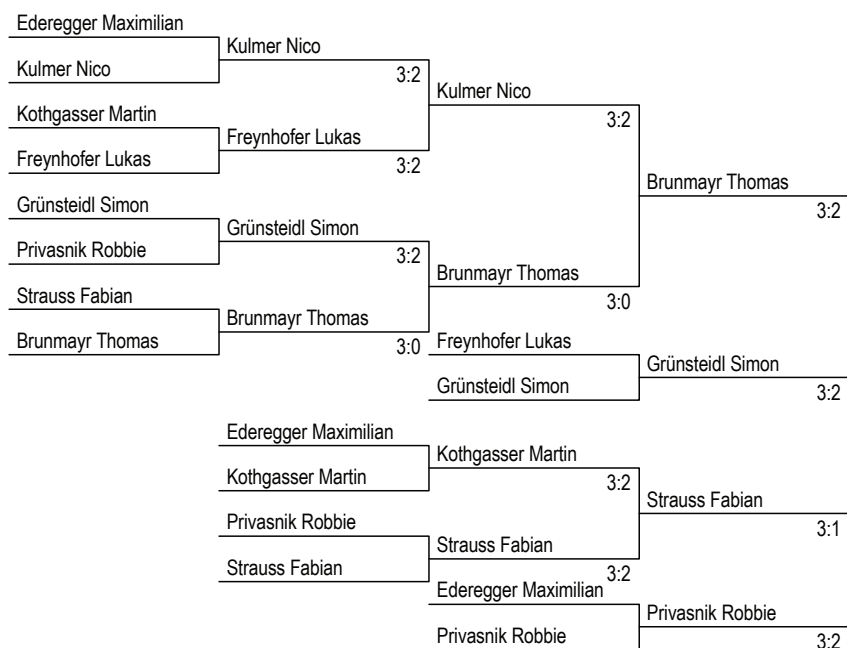 Ederegger Maximilian
Kulmer Nico
Kulmer Nico
3:2
Kulmer Nico
Kothgasser Martin
3:2
Freynhofer Lukas
Freynhofer Lukas
3:2
Brunmayr Thomas
3:2
Grünsteidl Simon
Grünsteidl Simon
Privasnik Robbie
3:2
Brunmayr Thomas
Strauss Fabian
3:0
Brunmayr Thomas
Brunmayr Thomas
3:0
Freynhofer Lukas
Grünsteidl Simon
Grünsteidl Simon
3:2
Ederegger Maximilian
Kothgasser Martin
Kothgasser Martin
3:2
Strauss Fabian
Privasnik Robbie
3:1
Strauss Fabian
Strauss Fabian
3:2
Ederegger Maximilian
Privasnik Robbie
Privasnik Robbie
3:2